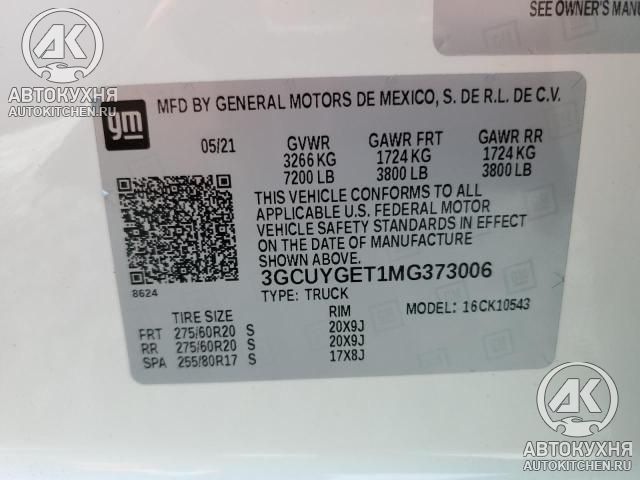 SEE OWNER'S MANU
AK
АВТОКУХНЯ
AUTOKITCHEN.RU
gm
MFD BY GENERAL MOTORS DE MEXICO, S. DE R.L. DE C.V.
05/21 GVWR GAWR FRT GAWR RR
3266 KG 1724 KG 1724 KG
7200 LB 3800 LB 3800 LB
THIS VEHICLE CONFORMS TO ALL
APPLICABLE U.S. FEDERAL MOTOR
VEHICLE SAFETY STANDARDS IN EFFECT
ON THE DATE OF MANUFACTURE
SHOWN ABOVE.
8624
3GCUYGET1MG373006
TYPE: TRUCK
MODEL: 16CK10543
TIRE SIZE RIM
FRT 275/60R20 S 20X9J
RR 275/60R20 S 20X9J
SPA 255/80R17 S 17X8J
AK
АВТОКУХНЯ
AUTOKITCHEN.RU